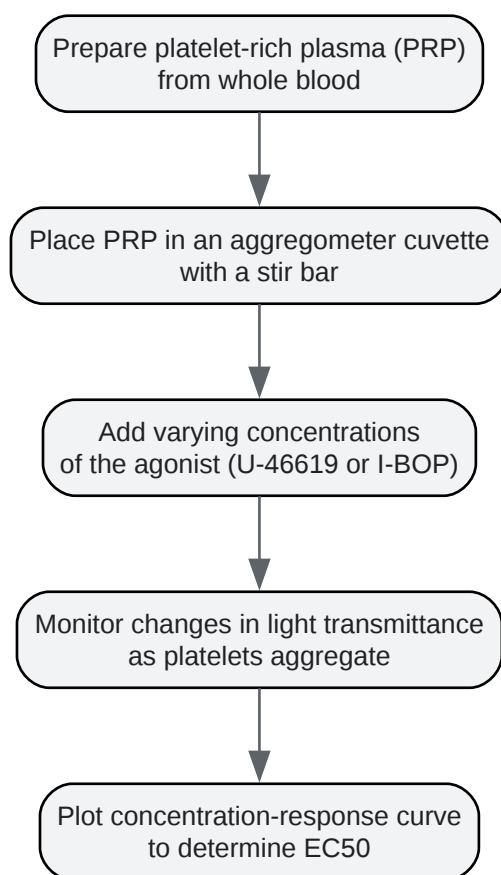 Prepare platelet-rich plasma (PRP)
from whole blood
Place PRP in an aggregometer cuvette
with a stir bar
Add varying concentrations
of the agonist (U-46619 or I-BOP)
Monitor changes in light transmittance
as platelets aggregate
Plot concentration-response curve
to determine EC50